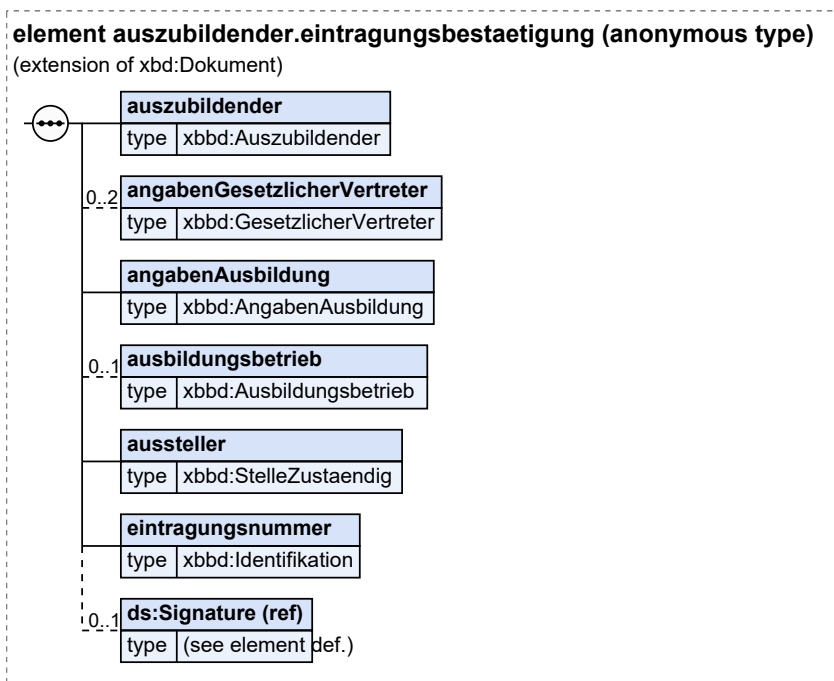 element auszubildender.eintragungsbestaetigung (anonymous type)
(extension of xbd:Dokument)
auszubildender
type xbbd:Auszubildender
0..2 angabenGesetzlicherVertreter
type xbbd:GesetzlicherVertreter
angabenAusbildung
type xbbd:AngabenAusbildung
0..1 ausbildungsbetrieb
type xbbd:Ausbildungsbetrieb
aussteller
type xbbd:StelleZustaendig
eintragungsnummer
type xbbd:Identifikation
0..1 ds:Signature (ref)
type (see element def.)